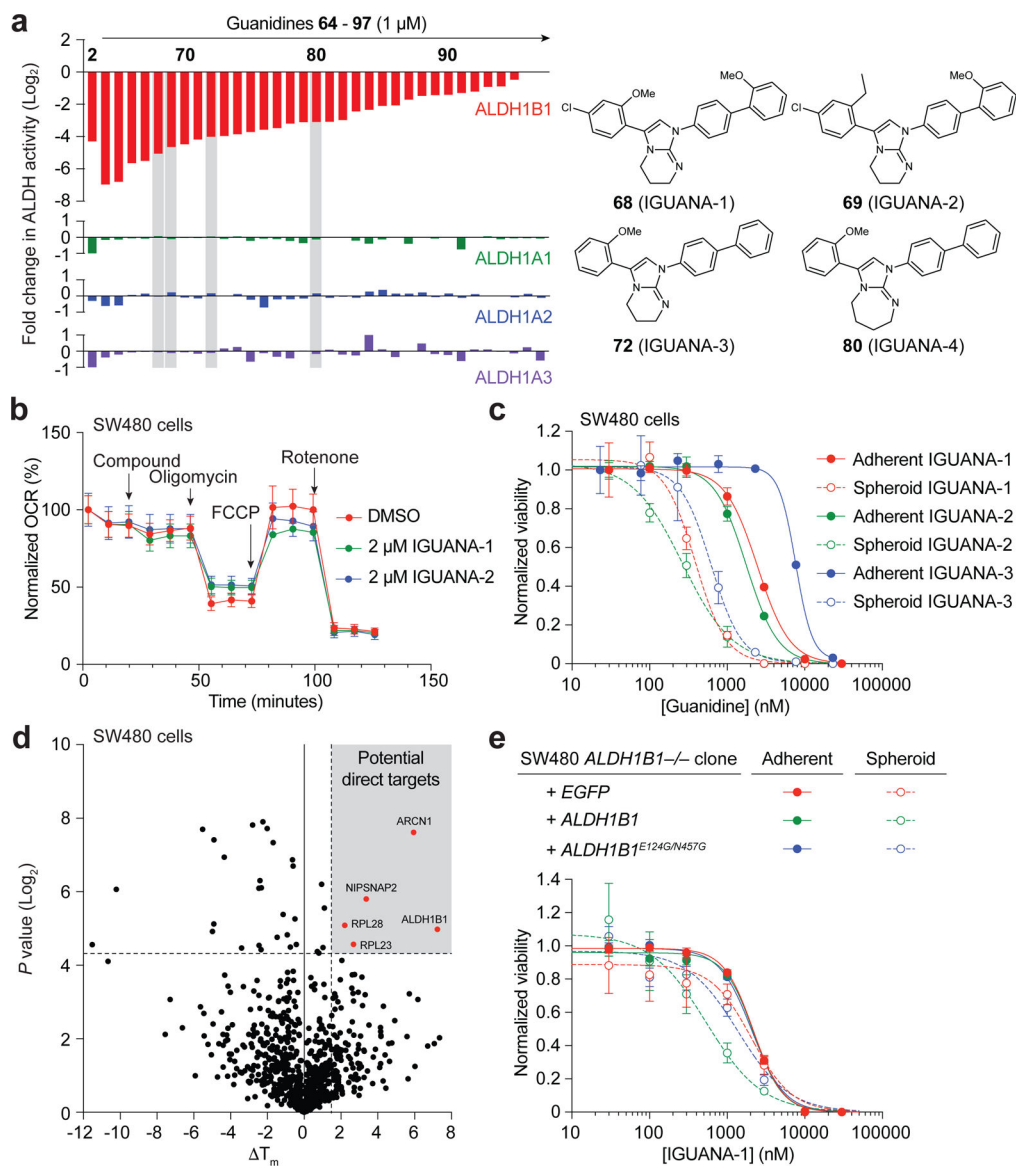 a
Guanidines 64 - 97 (1 µM)
2 70 80 90
2
0
-2
-4
-6
-8
ALDH1B1
1
0
-1
ALDH1A1
1
0
-1
ALDH1A2
1
0
-1
ALDH1A3
Fold change in ALDH activity (Log2)
OMe
Cl
MeO
N
N
N
68 (IGUANA-1)
Cl
MeO
N
N
N
69 (IGUANA-2)
OMe
N
N
N
72 (IGUANA-3)
OMe
N
N
N
80 (IGUANA-4)
b
SW480 cells
Normalized OCR (%)
150
100
50
0
Compound
Oligomycin
FCCP
Rotenone
DMSO
2 µM IGUANA-1
2 µM IGUANA-2
0 50 100 150
Time (minutes)
c
SW480 cells
Normalized viability
1.2
1.0
0.8
0.6
0.4
0.2
0
Adherent IGUANA-1
Spheroid IGUANA-1
Adherent IGUANA-2
Spheroid IGUANA-2
Adherent IGUANA-3
Spheroid IGUANA-3
10 100 1000 10000 100000
[Guanidine] (nM)
d
SW480 cells
P value (Log2)
10
8
6
4
2
0
Potential
direct targets
ARCN1
NIPSNAP2
RPL28
ALDH1B1
RPL23
-12 -10 -8 -6 -4 -2 0 2 4 6 8
ΔTm
e
SW480 ALDH1B1–/– clone Adherent Spheroid
+ EGFP
+ ALDH1B1
+ ALDH1B1E124G/N457G
Normalized viability
1.4
1.2
1.0
0.8
0.6
0.4
0.2
0
10 100 1000 10000 100000
[IGUANA-1] (nM)